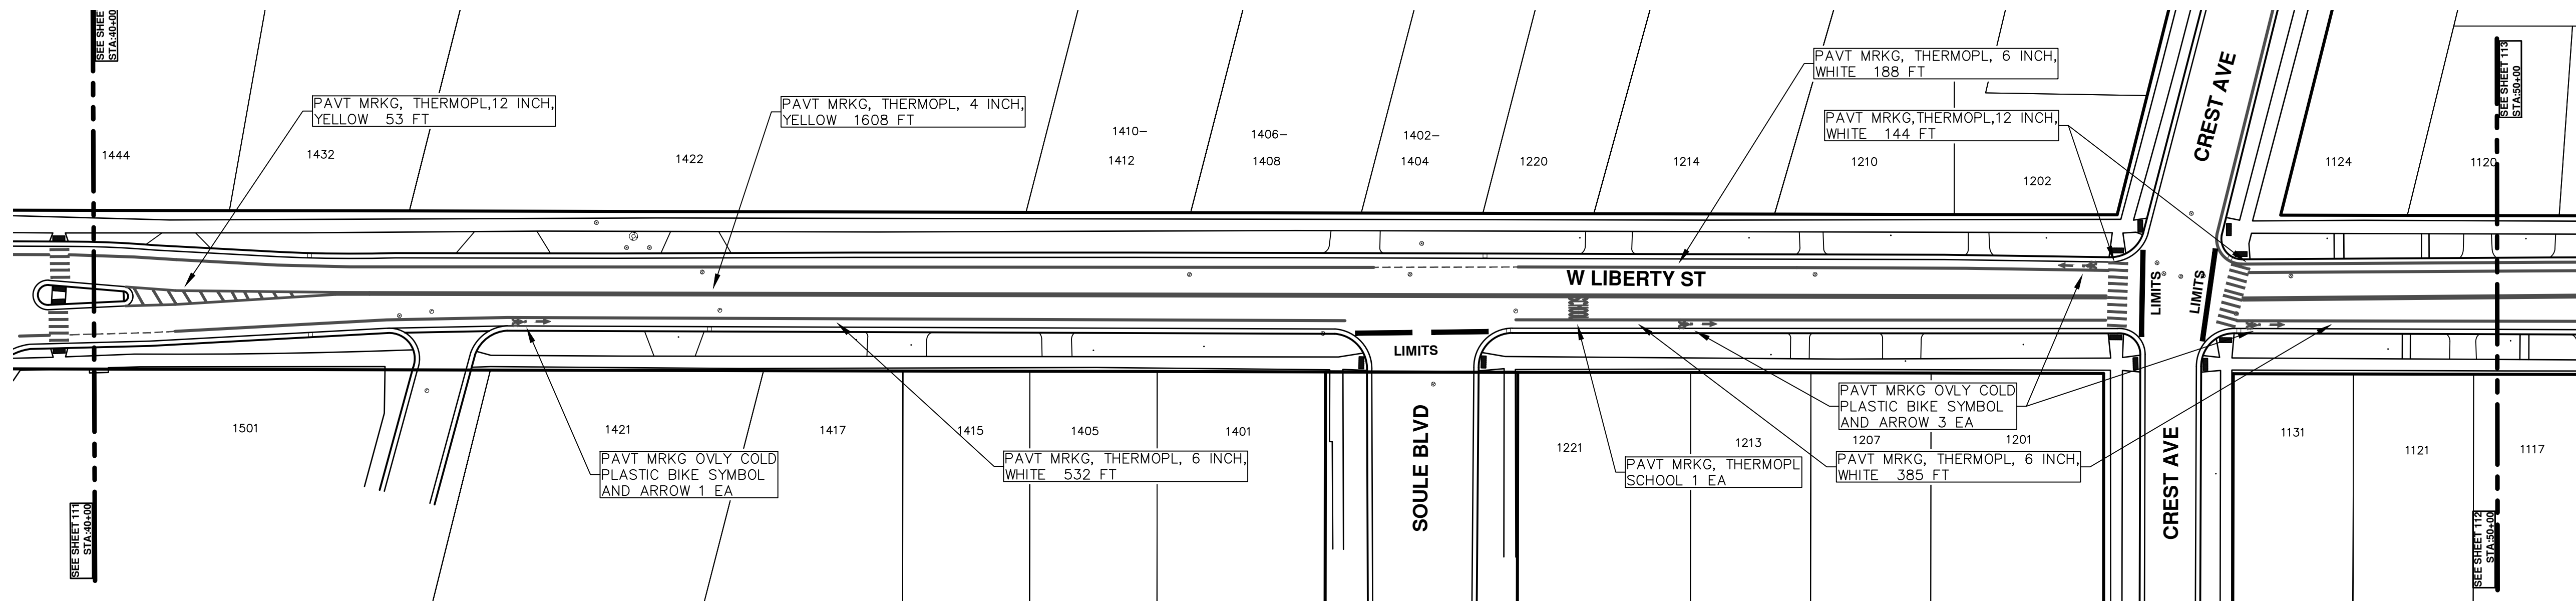 SEE SHEE
STA:40+00
PAVT MRKG, THERMOPL,12 INCH,
YELLOW 53 FT
PAVT MRKG, THERMOPL, 4 INCH,
YELLOW 1608 FT
PAVT MRKG, THERMOPL, 6 INCH,
WHITE 188 FT
PAVT MRKG,THERMOPL,12 INCH,
WHITE 144 FT
CREST AVE
SEE SHEET 113
STA:50+00
1444
1432
1422
1410-
1412
1406-
1408
1402-
1404
1220
1214
1210
1202
1124
1120
W LIBERTY ST
LIMITS
LIMITS
LIMITS
1501
1421
1417
1415
1405
1401
1221
1213
1207
1201
1131
1121
1117
PAVT MRKG OVLY COLD
PLASTIC BIKE SYMBOL
AND ARROW 3 EA
PAVT MRKG OVLY COLD
PLASTIC BIKE SYMBOL
AND ARROW 1 EA
PAVT MRKG, THERMOPL, 6 INCH,
WHITE 532 FT
PAVT MRKG, THERMOPL
SCHOOL 1 EA
PAVT MRKG, THERMOPL, 6 INCH,
WHITE 385 FT
SOULE BLVD
CREST AVE
SEE SHEET 111
STA:40+00
SEE SHEET 112
STA:50+00